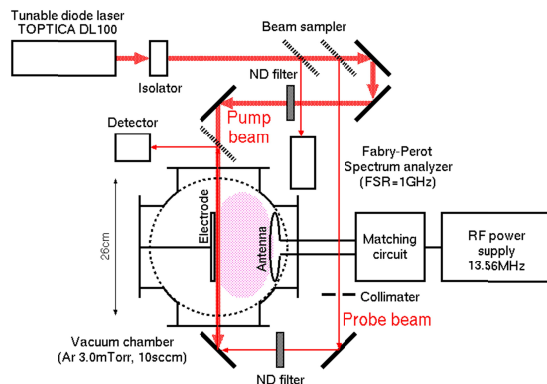 Tunable diode laser
TOPTICA DL100
Isolator
Beam sampler
ND filter
Pump
beam
Detector
Fabry-Perot
Spectrum analyzer
(FSR=1GHz)
26cm
Electrode
Antenna
Matching
circuit
RF power
supply
13.56MHz
Collimater
Probe beam
Vacuum chamber
(Ar 3.0mTorr, 10sccm)
ND filter